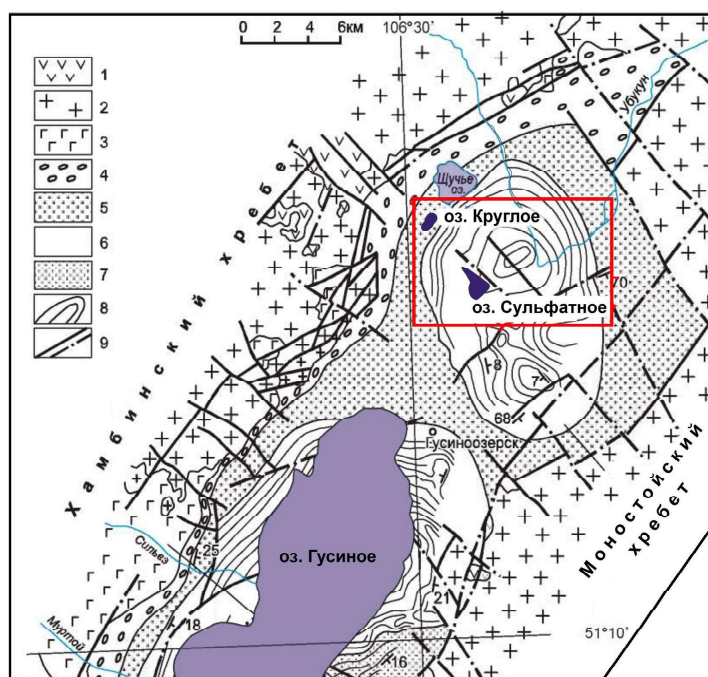 0 2 4 6км
106°30'
1
2
3
4
5
6
7
8
9
Убукун
Щучье
оз.
оз. Круглое
70
оз. Сульфатное
Хамбинский хребет
8
7
68
Гусиноозерск
Моностойский
хребет
оз. Гусиное
Сильвэ
25
Муртой
18
21
16
51°10'